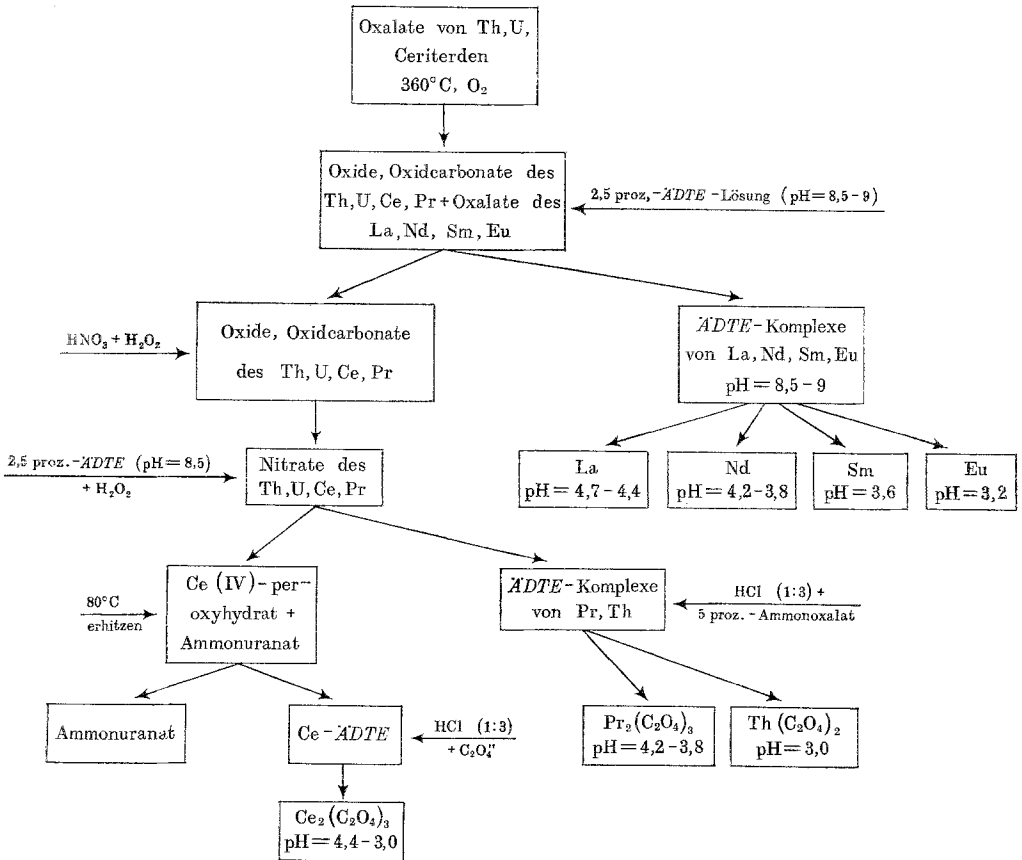 Oxalate von Th, U,
Ceriterden
360°C, O₂
Oxide, Oxidcarbonate des
Th, U, Ce, Pr + Oxalate des
La, Nd, Sm, Eu
2,5 proz,-ÄDTE-Lösung (pH = 8,5 - 9)
HNO₃ + H₂O₂
Oxide, Oxidcarbonate
des Th, U, Ce, Pr
ÄDTE-Komplexe
von La, Nd, Sm, Eu
pH = 8,5 - 9
2,5 proz.-ÄDTE (pH = 8,5)
+ H₂O₂
Nitrate des
Th, U, Ce, Pr
La
pH = 4,7 - 4,4
Nd
pH = 4,2 - 3,8
Sm
pH = 3,6
Eu
pH = 3,2
80°C
erhitzen
Ce (IV) - per-
oxyhydrat +
Ammonuranat
ÄDTE-Komplexe
von Pr, Th
HCl (1:3) +
5 proz. - Ammonoxalat
Ammonuranat
Ce - ÄDTE
HCl (1:3)
+ C₂O₄″
Pr₂(C₂O₄)₃
pH = 4,2 - 3,8
Th(C₂O₄)₂
pH = 3,0
Ce₂(C₂O₄)₃
pH = 4,4 - 3,0